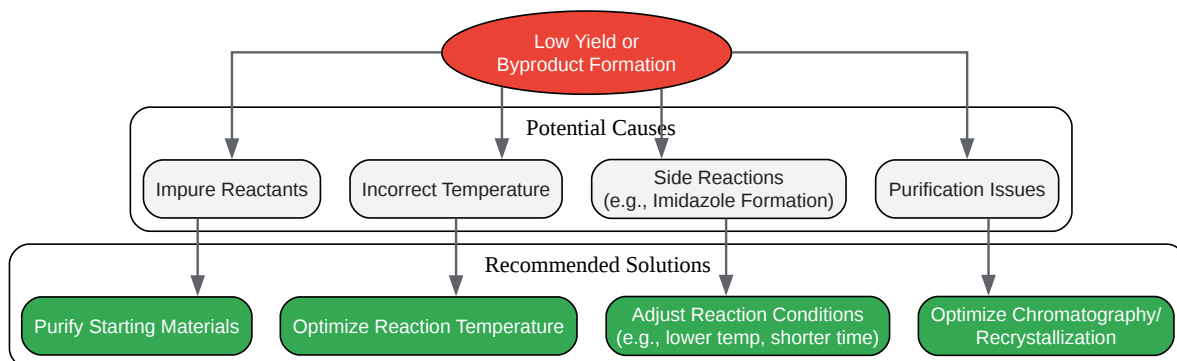 Low Yield or
Byproduct Formation
Potential Causes
Impure Reactants
Incorrect Temperature
Side Reactions
(e.g., Imidazole Formation)
Purification Issues
Recommended Solutions
Purify Starting Materials
Optimize Reaction Temperature
Adjust Reaction Conditions
(e.g., lower temp, shorter time)
Optimize Chromatography/
Recrystallization